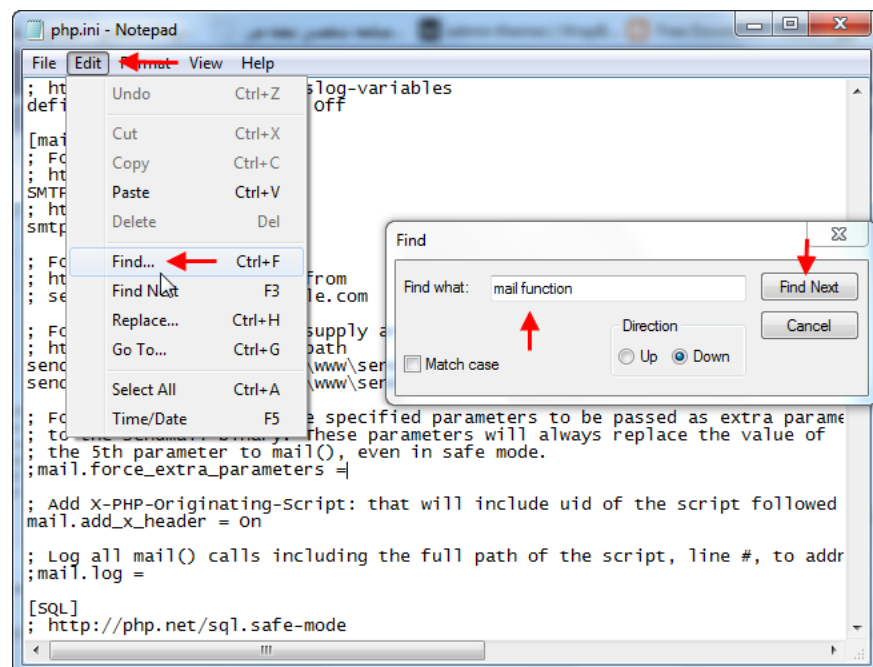 php.ini - Notepad
File Edit Format View Help
; ht slog-variables
defi off
Undo Ctrl+Z
Cut Ctrl+X
Copy Ctrl+C
Paste Ctrl+V
Delete Del
Find... Ctrl+F
Find Next F3
Replace... Ctrl+H
Go To... Ctrl+G
Select All Ctrl+A
Time/Date F5
[mai
; Fo
; ht
SMTP
; ht
smtp
; Fo
; ht from
; se le.com
; Fo supply a
; ht path
send \www\ser
send \www\ser
Find
Find what: mail function Find Next
Direction Cancel
Match case Up Down
; Fo e specified parameters to be passed as extra parame
; to the sendmail binary. These parameters will always replace the value of
; the 5th parameter to mail(), even in safe mode.
;mail.force_extra_parameters =
; Add X-PHP-Originating-Script: that will include uid of the script followed
mail.add_x_header = On
; Log all mail() calls including the full path of the script, line #, to addr
;mail.log =
[SQL]
; http://php.net/sql.safe-mode